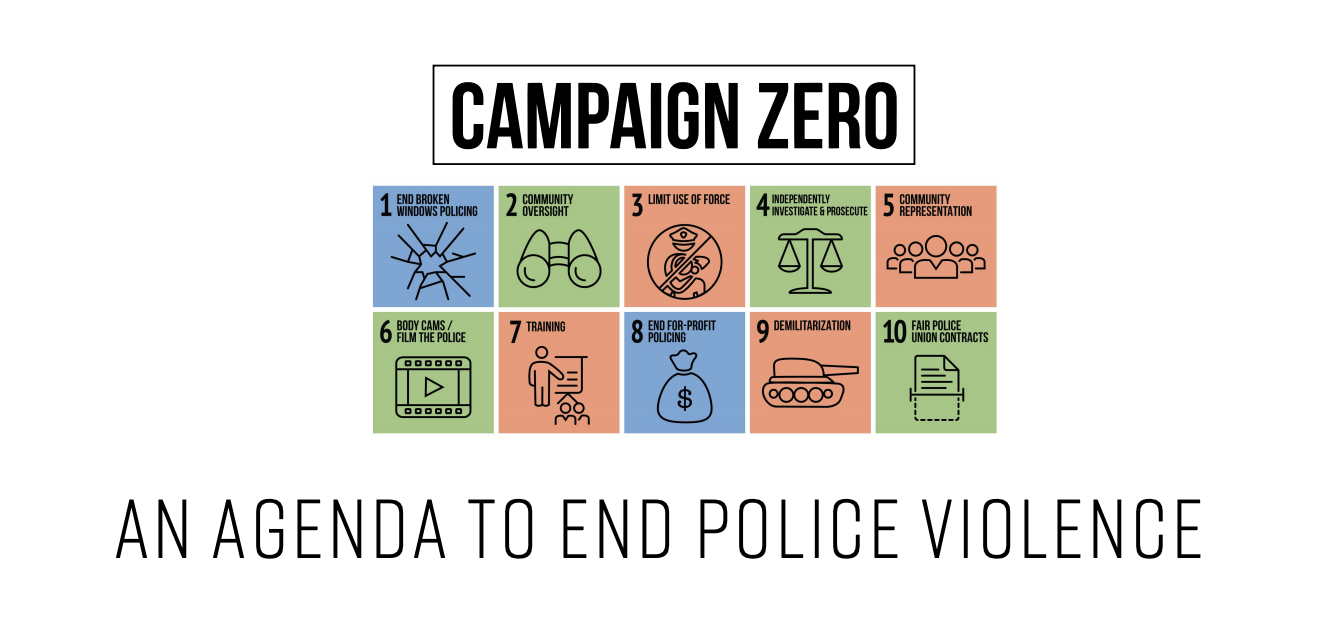 CAMPAIGN ZERO
1 END BROKEN
WINDOWS POLICING
2 COMMUNITY
OVERSIGHT
3 LIMIT USE OF FORCE
4 INDEPENDENTLY
INVESTIGATE & PROSECUTE
5 COMMUNITY
REPRESENTATION
6 BODY CAMS /
FILM THE POLICE
7 TRAINING
8 END FOR-PROFIT
POLICING
$
9 DEMILITARIZATION
10 FAIR POLICE
UNION CONTRACTS
AN AGENDA TO END POLICE VIOLENCE